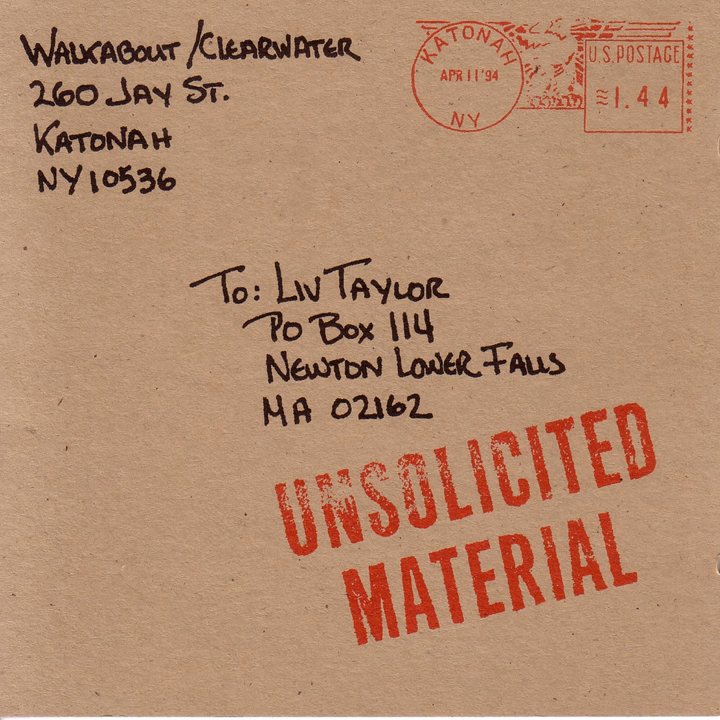 WALKABOUT/CLEARWATER
260 JAY ST.
KATONAH
NY 10536
KATONAH
APR 11 '94
NY
U.S. POSTAGE
1.44
TO: LIV TAYLOR
PO BOX 114
NEWTON LOWER FALLS
MA 02162
UNSOLICITED
MATERIAL